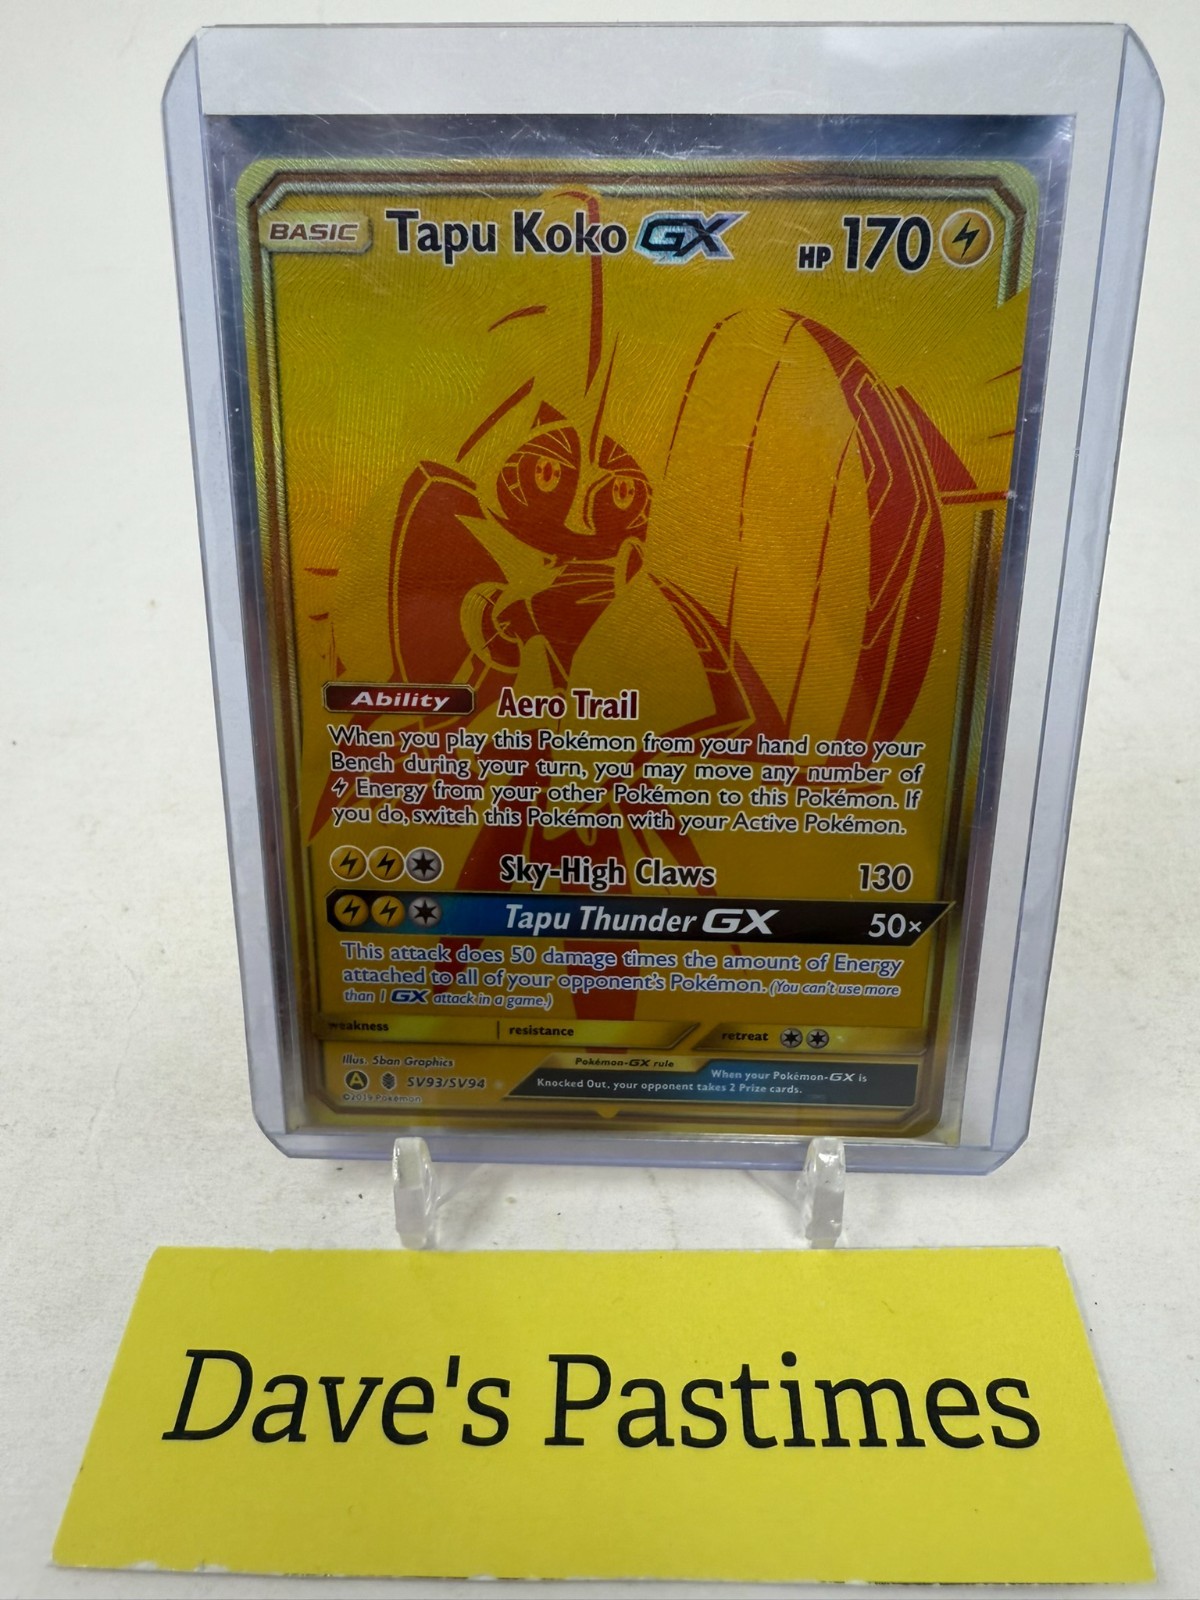 BASIC Tapu Koko GX HP 170
Ability Aero Trail
When you play this Pokémon from your hand onto your
Bench during your turn, you may move any number of
Energy from your other Pokémon to this Pokémon. If
you do, switch this Pokémon with your Active Pokémon.
Sky-High Claws 130
Tapu Thunder GX 50×
This attack does 50 damage times the amount of Energy
attached to all of your opponent's Pokémon. (You can't use more
than 1 GX attack in a game.)
weakness resistance retreat
Illus. 5ban Graphics
A SV93/SV94
©2019 Pokémon
Pokémon-GX rule
When your Pokémon-GX is
Knocked Out, your opponent takes 2 Prize cards.
Dave's Pastimes